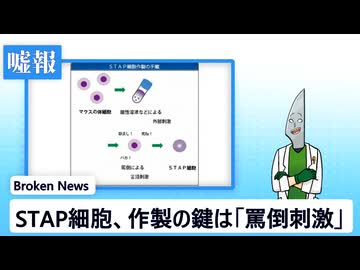 嘘報
STAP細胞作製の手順
マウスの体細胞
酸性溶液などによる
外部刺激
励まし! 死ね!
バカ!
罵倒による
言語刺激
STAP細胞
Broken News
STAP細胞、作製の鍵は「罵倒刺激」